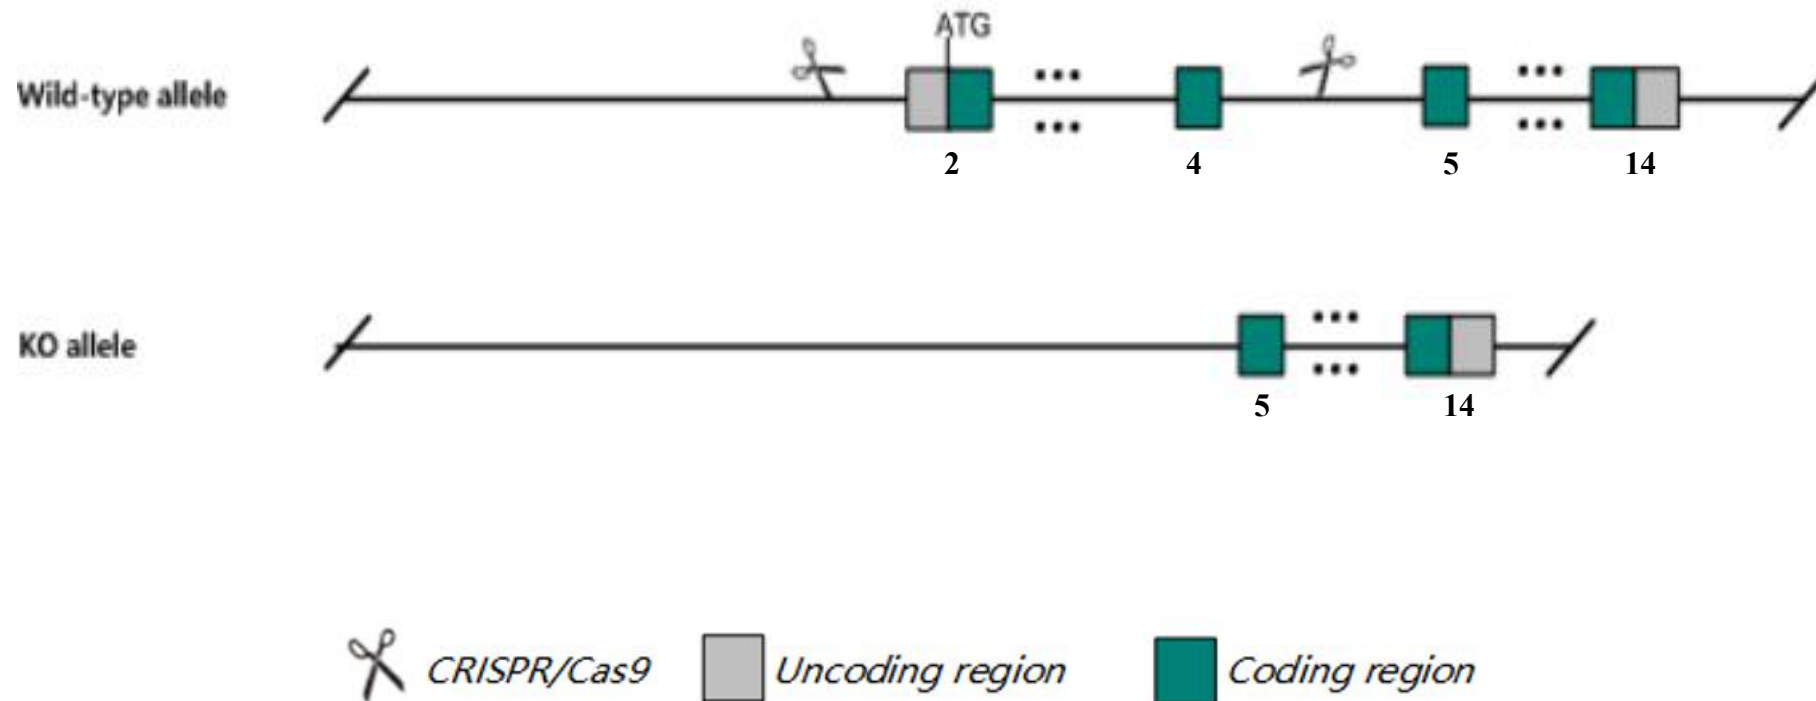 ATG
Wild-type allele
2 4 5 14
KO allele
5 14
CRISPR/Cas9 Uncoding region Coding region